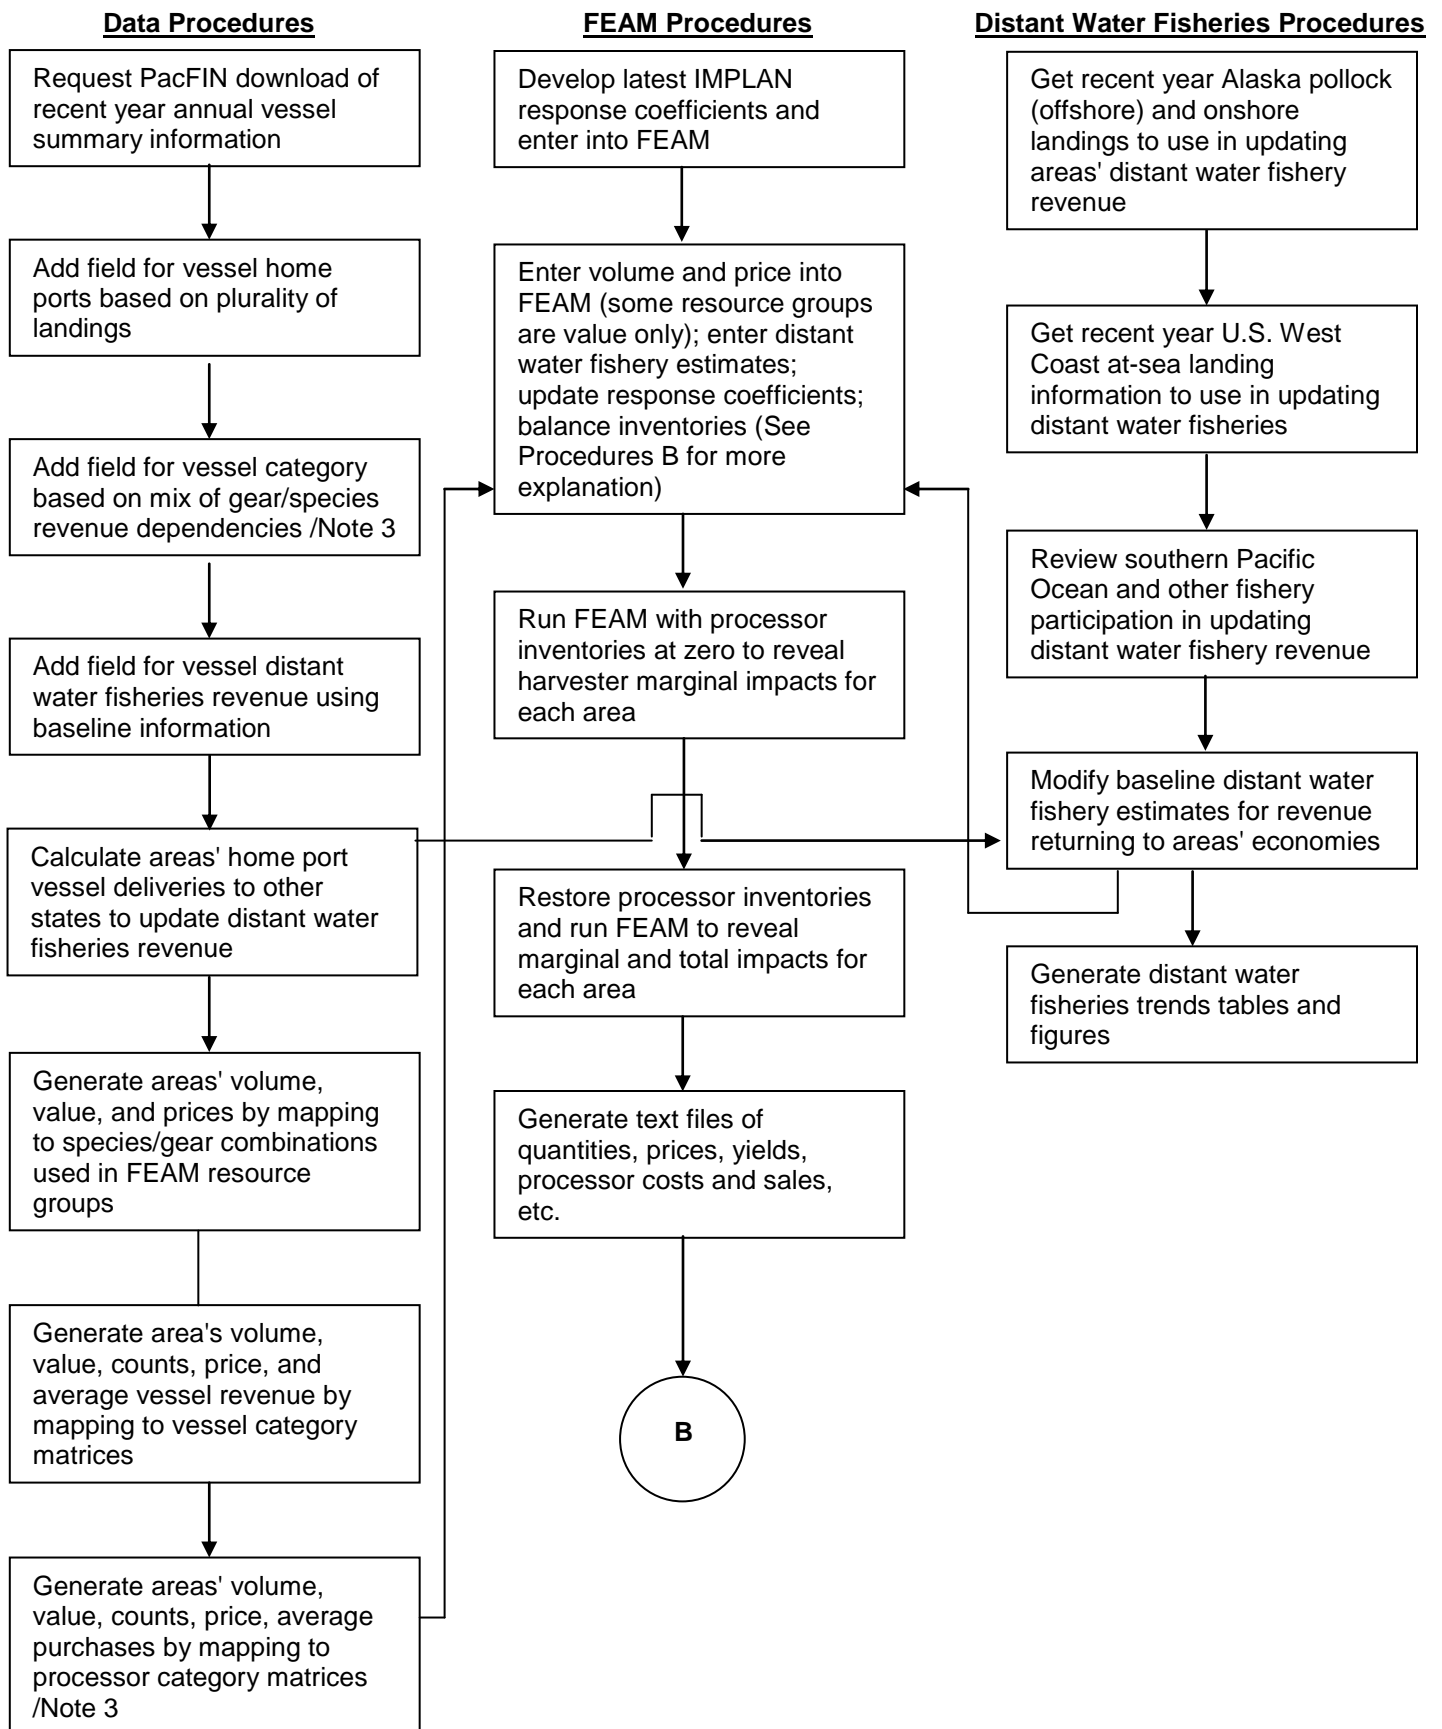 Data Procedures
Request PacFIN download of
recent year annual vessel
summary information
Add field for vessel home
ports based on plurality of
landings
Add field for vessel category
based on mix of gear/species
revenue dependencies /Note 3
Add field for vessel distant
water fisheries revenue using
baseline information
Calculate areas' home port
vessel deliveries to other
states to update distant water
fisheries revenue
Generate areas' volume,
value, and prices by mapping
to species/gear combinations
used in FEAM resource
groups
Generate area's volume,
value, counts, price, and
average vessel revenue by
mapping to vessel category
matrices
Generate areas' volume,
value, counts, price, average
purchases by mapping to
processor category matrices
/Note 3
FEAM Procedures
Develop latest IMPLAN
response coefficients and
enter into FEAM
Enter volume and price into
FEAM (some resource groups
are value only); enter distant
water fishery estimates;
update response coefficients;
balance inventories (See
Procedures B for more
explanation)
Run FEAM with processor
inventories at zero to reveal
harvester marginal impacts for
each area
Restore processor inventories
and run FEAM to reveal
marginal and total impacts for
each area
Generate text files of
quantities, prices, yields,
processor costs and sales,
etc.
B
Distant Water Fisheries Procedures
Get recent year Alaska pollock
(offshore) and onshore
landings to use in updating
areas' distant water fishery
revenue
Get recent year U.S. West
Coast at-sea landing
information to use in updating
distant water fisheries
Review southern Pacific
Ocean and other fishery
participation in updating
distant water fishery revenue
Modify baseline distant water
fishery estimates for revenue
returning to areas' economies
Generate distant water
fisheries trends tables and
figures